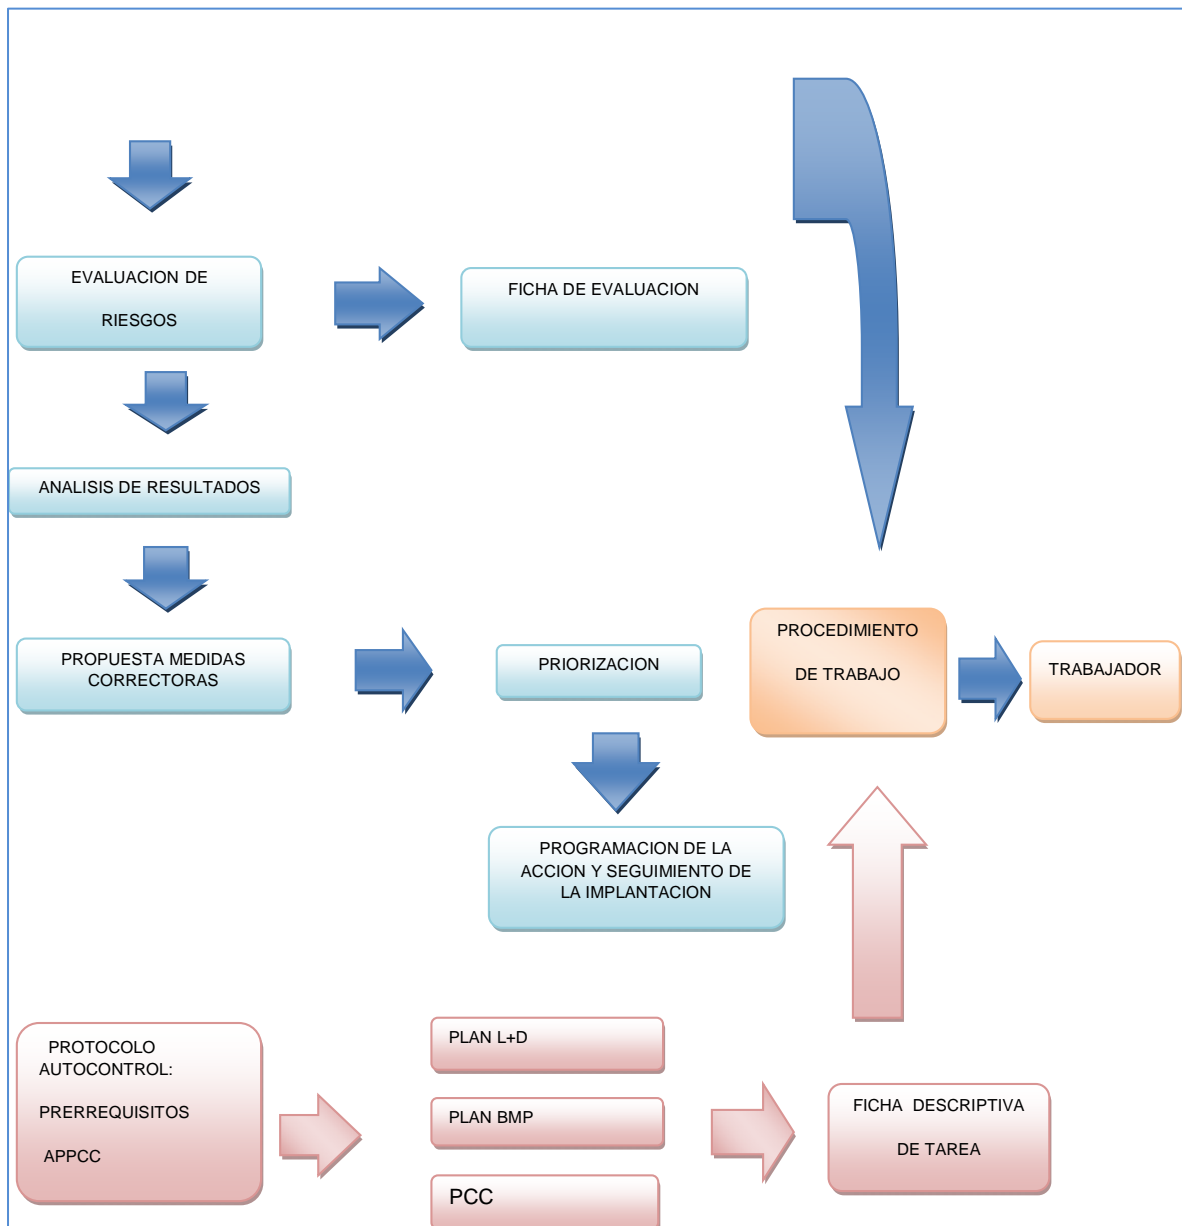 EVALUACION DE
RIESGOS
FICHA DE EVALUACION
ANALISIS DE RESULTADOS
PROPUESTA MEDIDAS
CORRECTORAS
PRIORIZACION
PROCEDIMIENTO
DE TRABAJO
TRABAJADOR
PROGRAMACION DE LA
ACCION Y SEGUIMIENTO DE
LA IMPLANTACION
PROTOCOLO
AUTOCONTROL:
PRERREQUISITOS
APPCC
PLAN L+D
PLAN BMP
PCC
FICHA DESCRIPTIVA
DE TAREA